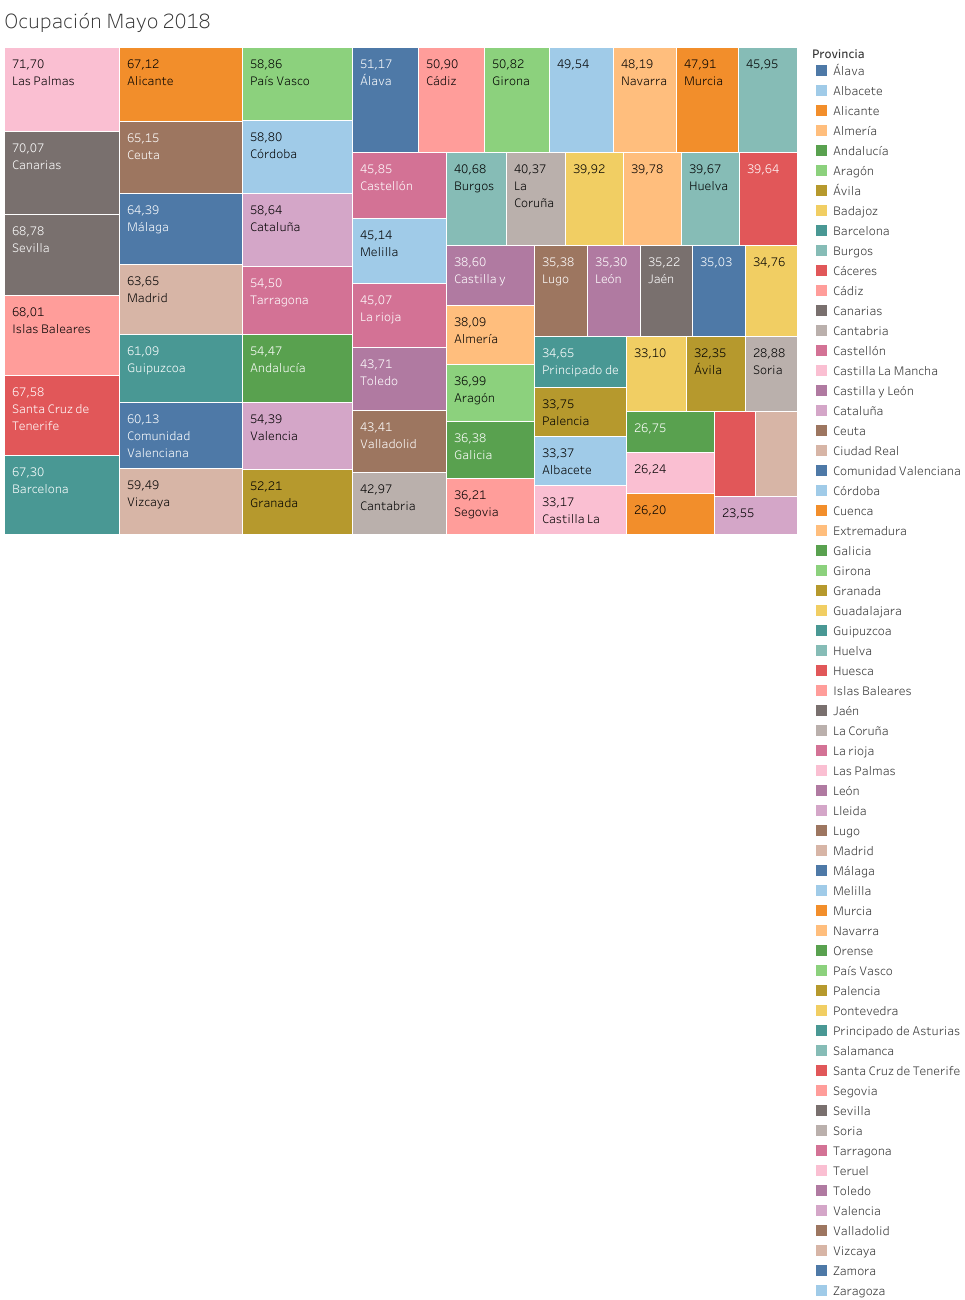 Ocupación Mayo 2018
71,70
Las Palmas
70,07
Canarias
68,78
Sevilla
68,01
Islas Baleares
67,58
Santa Cruz de
Tenerife
67,30
Barcelona
67,12
Alicante
65,15
Ceuta
64,39
Málaga
63,65
Madrid
61,09
Guipuzcoa
60,13
Comunidad
Valenciana
59,49
Vizcaya
58,86
País Vasco
58,80
Córdoba
58,64
Cataluña
54,50
Tarragona
54,47
Andalucía
54,39
Valencia
52,21
Granada
51,17
Álava
50,90
Cádiz
50,82
Girona
49,54
48,19
Navarra
47,91
Murcia
45,95
45,85
Castellón
45,14
Melilla
45,07
La rioja
43,71
Toledo
43,41
Valladolid
42,97
Cantabria
40,68
Burgos
40,37
La
Coruña
39,92
39,78
39,67
Huelva
39,64
38,60
Castilla y
38,09
Almería
36,99
Aragón
36,38
Galicia
36,21
Segovia
35,38
Lugo
35,30
León
35,22
Jaén
35,03
34,76
34,65
Principado de
33,75
Palencia
33,37
Albacete
33,17
Castilla La
33,10
32,35
Ávila
28,88
Soria
26,75
26,24
26,20
23,55
Provincia
Álava
Albacete
Alicante
Almería
Andalucía
Aragón
Ávila
Badajoz
Barcelona
Burgos
Cáceres
Cádiz
Canarias
Cantabria
Castellón
Castilla La Mancha
Castilla y León
Cataluña
Ceuta
Ciudad Real
Comunidad Valenciana
Córdoba
Cuenca
Extremadura
Galicia
Girona
Granada
Guadalajara
Guipuzcoa
Huelva
Huesca
Islas Baleares
Jaén
La Coruña
La rioja
Las Palmas
León
Lleida
Lugo
Madrid
Málaga
Melilla
Murcia
Navarra
Orense
País Vasco
Palencia
Pontevedra
Principado de Asturias
Salamanca
Santa Cruz de Tenerife
Segovia
Sevilla
Soria
Tarragona
Teruel
Toledo
Valencia
Valladolid
Vizcaya
Zamora
Zaragoza